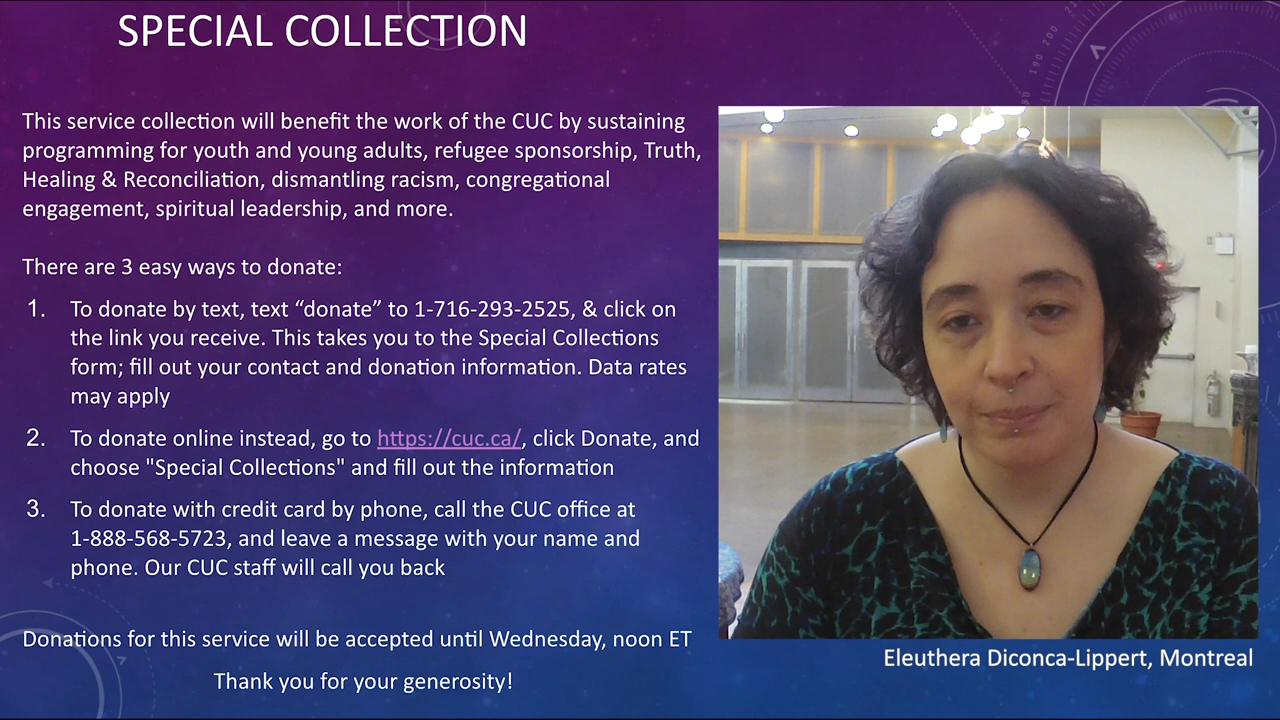 SPECIAL COLLECTION
This service collection will benefit the work of the CUC by sustaining
programming for youth and young adults, refugee sponsorship, Truth,
Healing & Reconciliation, dismantling racism, congregational
engagement, spiritual leadership, and more.
There are 3 easy ways to donate:
1. To donate by text, text “donate” to 1-716-293-2525, & click on
the link you receive. This takes you to the Special Collections
form; fill out your contact and donation information. Data rates
may apply
2. To donate online instead, go to https://cuc.ca/, click Donate, and
choose "Special Collections" and fill out the information
3. To donate with credit card by phone, call the CUC office at
1-888-568-5723, and leave a message with your name and
phone. Our CUC staff will call you back
Donations for this service will be accepted until Wednesday, noon ET
Thank you for your generosity!
Eleuthera Diconca-Lippert, Montreal
190 200